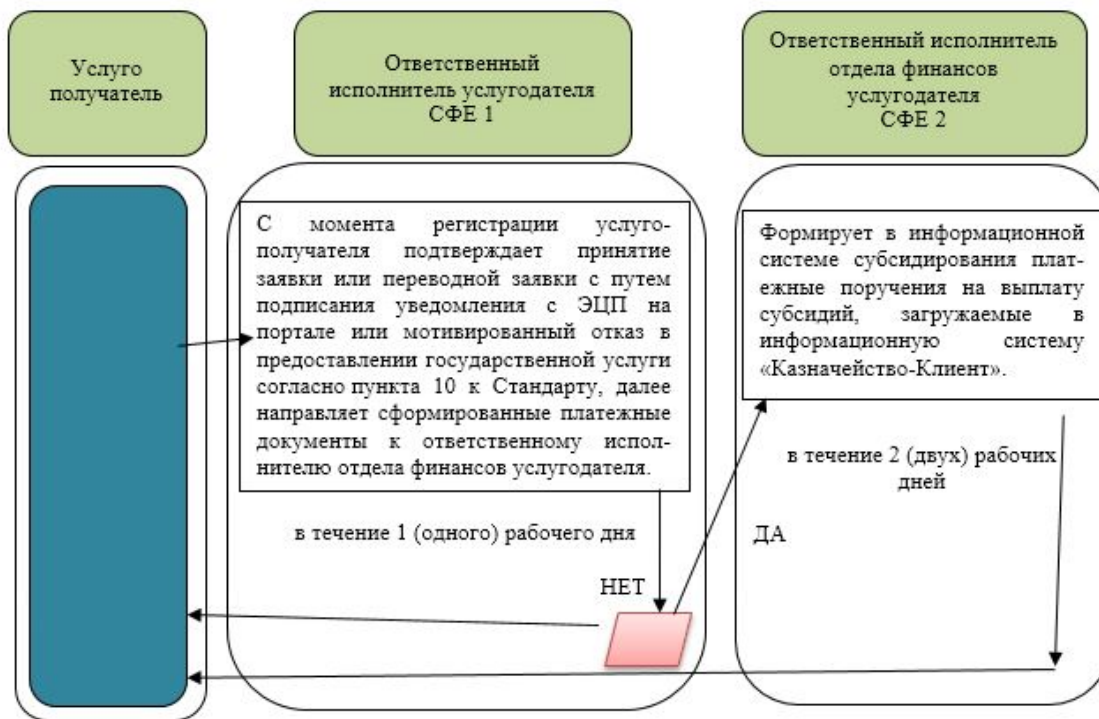 Услуго
получатель
Ответственный
исполнитель услугодателя
СФЕ 1
Ответственный исполнитель
отдела финансов
услугодателя
СФЕ 2
С момента регистрации услуго-
получателя подтверждает принятие
заявки или переводной заявки с путем
подписания уведомления с ЭЦП на
портале или мотивированный отказ в
предоставлении государственной услуги
согласно пункта 10 к Стандарту, далее
направляет сформированные платежные
документы к ответственному испол-
нителю отдела финансов услугодателя.
в течение 1 (одного) рабочего дня
НЕТ
Формирует в информационной
системе субсидирования плат-
ежные поручения на выплату
субсидий, загружаемые в
информационную систему
«Казначейство-Клиент».
в течение 2 (двух) рабочих
дней
ДА